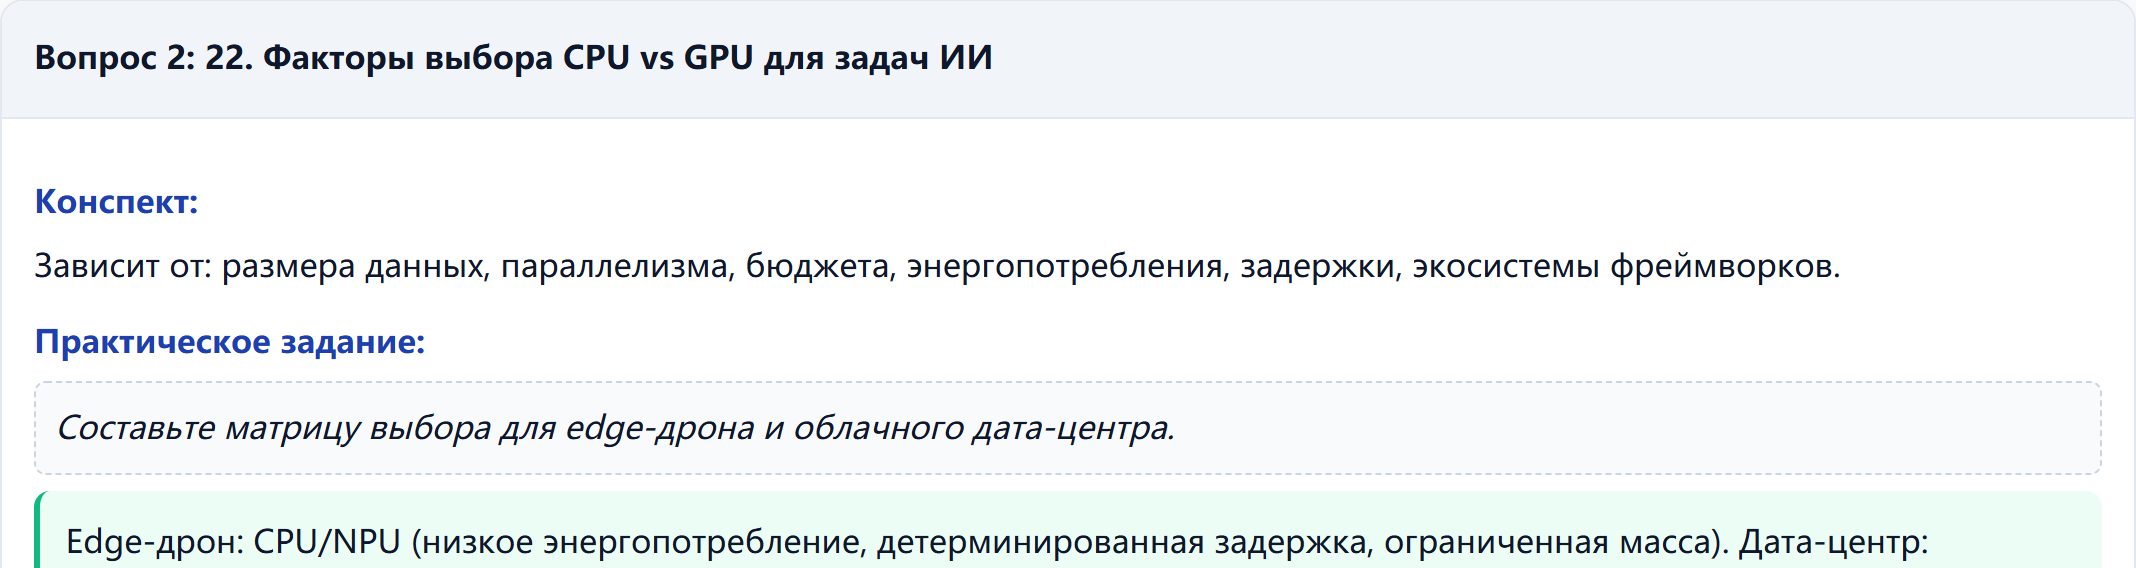 Вопрос 2: 22. Факторы выбора CPU vs GPU для задач ИИ
Конспект:
Зависит от: размера данных, параллелизма, бюджета, энергопотребления, задержки, экосистемы фреймворков.
Практическое задание:
Составьте матрицу выбора для edge-дрона и облачного дата-центра.
Edge-дрон: CPU/NPU (низкое энергопотребление, детерминированная задержка, ограниченная масса). Дата-центр: